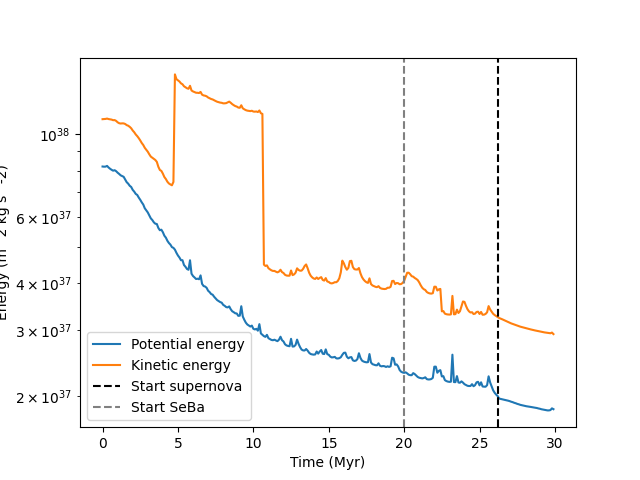 10^38
6 × 10^37
4 × 10^37
3 × 10^37
2 × 10^37
Energy (m^2 kg s^-2)
Potential energy
Kinetic energy
Start supernova
Start SeBa
0 5 10 15 20 25 30
Time (Myr)